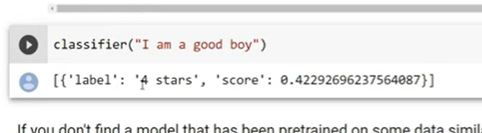 classifier("I am a good boy")
[{'label': '4 stars', 'score': 0.42292696237564087}]
If you don't find a model that has been pretrained on some data simila